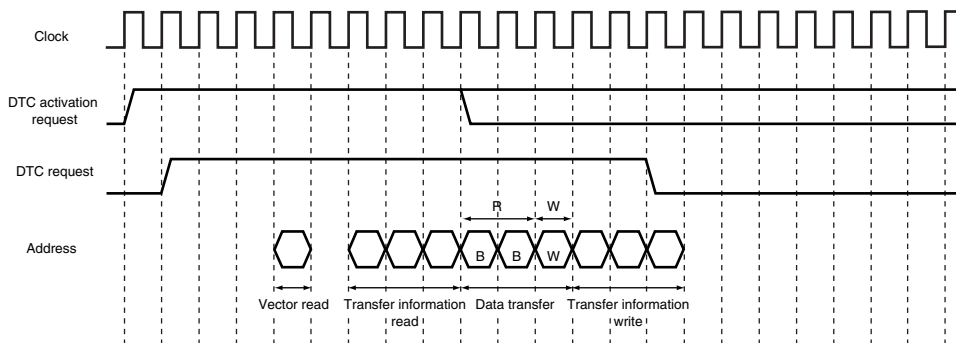 Clock
DTC activation
request
DTC request
R W
Address
B B W
Vector read Transfer information Data transfer Transfer information
read write